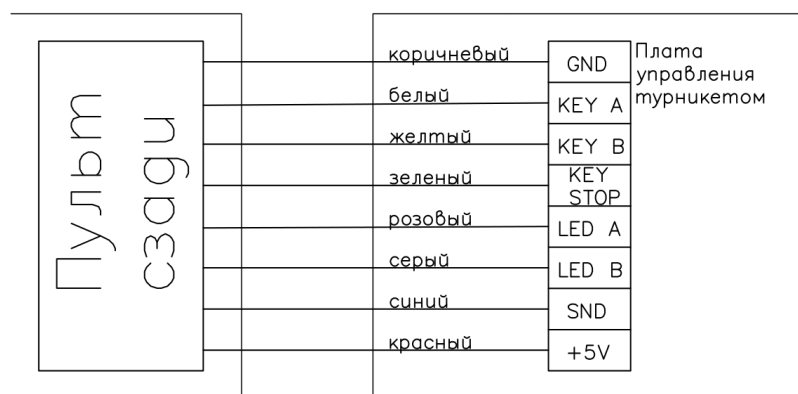 Пульт
сзади
коричневый
GND
белый
KEY A
желтый
KEY B
зеленый
KEY
STOP
розовый
LED A
серый
LED B
синий
SND
красный
+5V
Плата
управления
турникетом